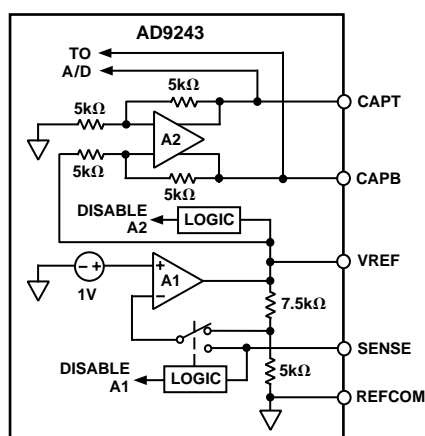 AD9243
TO
A/D
5kΩ
5kΩ
CAPT
A2
5kΩ
5kΩ
CAPB
DISABLE
A2
LOGIC
VREF
A1
1V
7.5kΩ
SENSE
5kΩ
DISABLE
A1
LOGIC
REFCOM